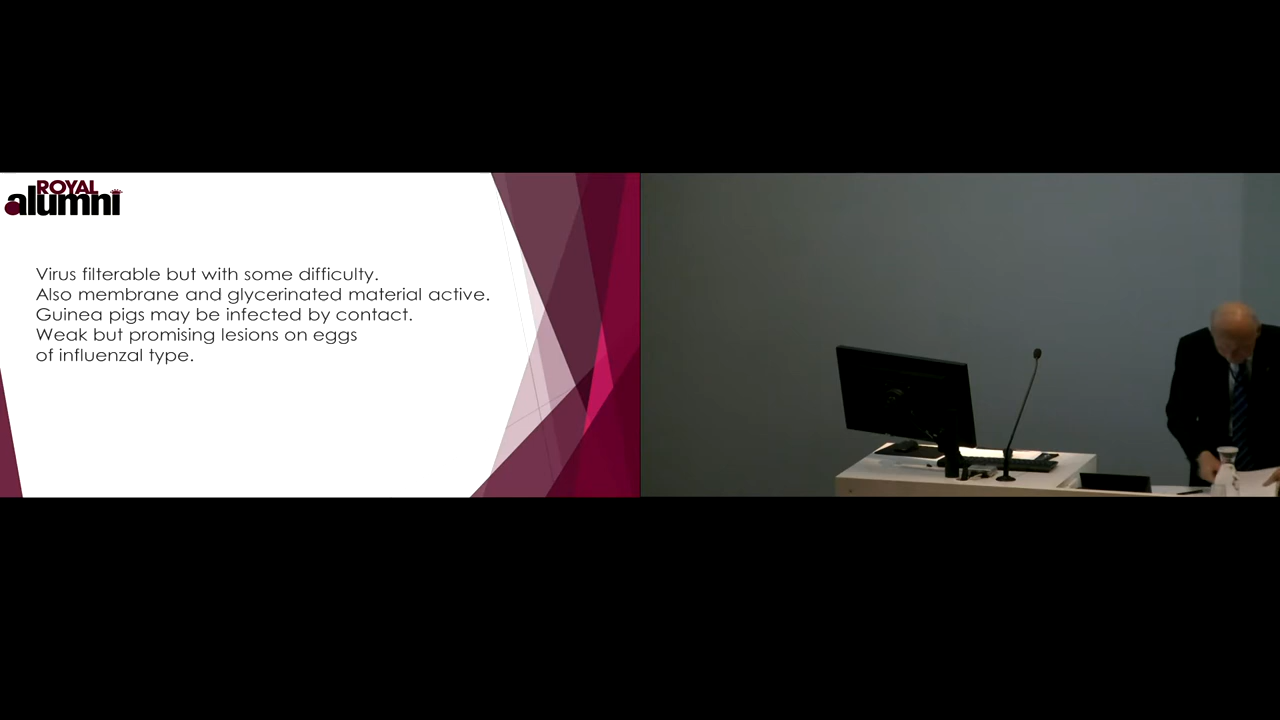 ROYAL
alumni
Virus filterable but with some difficulty.
Also membrane and glycerinated material active.
Guinea pigs may be infected by contact.
Weak but promising lesions on eggs
of influenzal type.